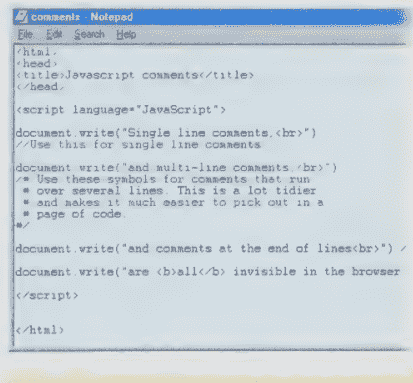 comments - Notepad
File Edit Search Help
<html>
<head>
<title>Javascript comments</title>
</head>
<script language="JavaScript">
document.write("Single line comments,<br>")
//Use this for single line comments
document.write("and multi-line comments <br>")
/* Use these symbols for comments that run
* over several lines. This is a lot tidier
* and makes it much easier to pick out in a
* page of code.
*/
document.write("and comments at the end of lines<br>") /
document.write("are <b>all</b> invisible in the browser
</script>
</html>